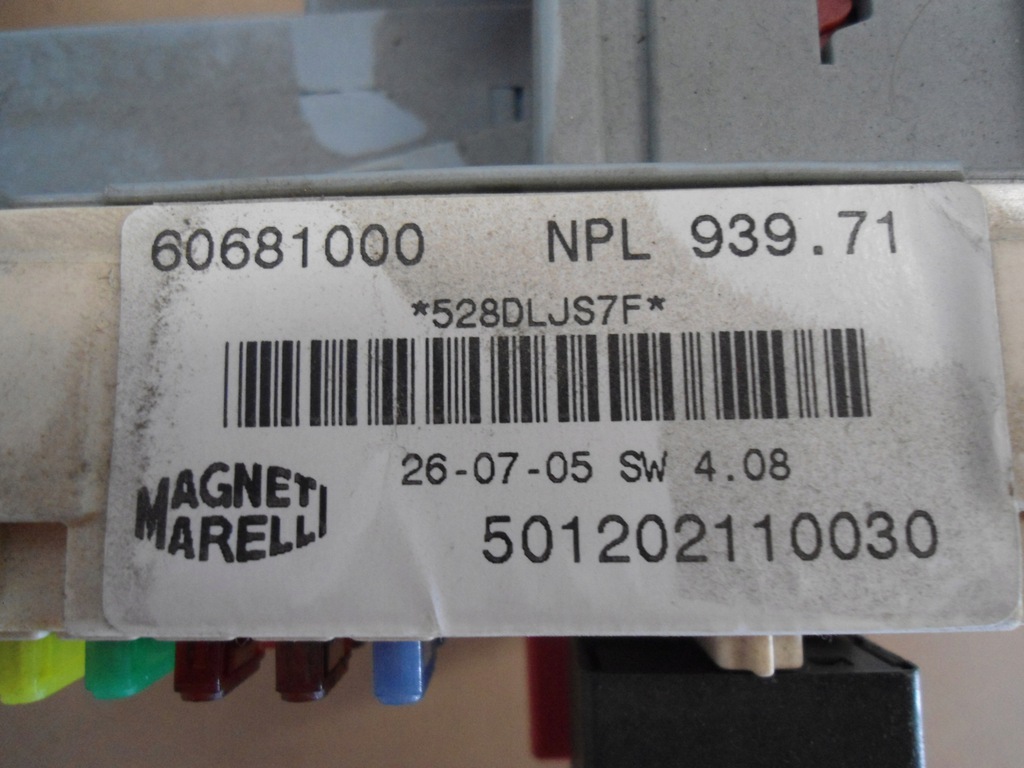 60681000 NPL 939.71
*528DLJS7F*
26-07-05 SW 4.08
MAGNETI
MARELLI
501202110030